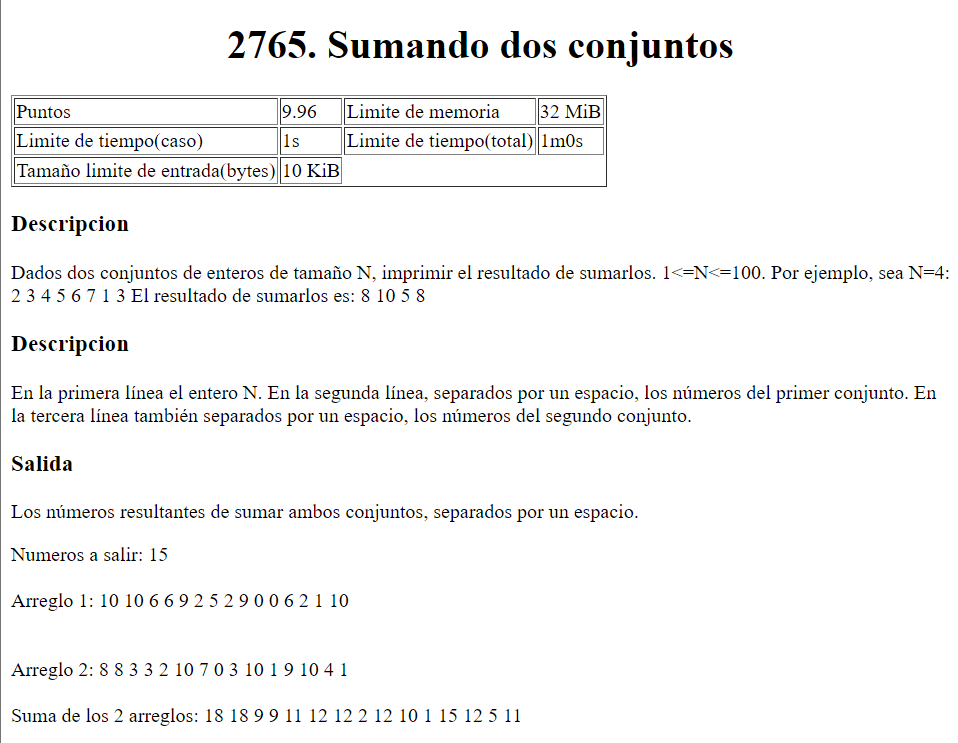 2765. Sumando dos conjuntos
Puntos 9.96 Limite de memoria 32 MiB
Limite de tiempo(caso) 1s Limite de tiempo(total) 1m0s
Tamaño limite de entrada(bytes) 10 KiB
Descripcion
Dados dos conjuntos de enteros de tamaño N, imprimir el resultado de sumarlos. 1<=N<=100. Por ejemplo, sea N=4:
2 3 4 5 6 7 1 3 El resultado de sumarlos es: 8 10 5 8
Descripcion
En la primera línea el entero N. En la segunda línea, separados por un espacio, los números del primer conjunto. En
la tercera línea también separados por un espacio, los números del segundo conjunto.
Salida
Los números resultantes de sumar ambos conjuntos, separados por un espacio.
Numeros a salir: 15
Arreglo 1: 10 10 6 6 9 2 5 2 9 0 0 6 2 1 10
Arreglo 2: 8 8 3 3 2 10 7 0 3 10 1 9 10 4 1
Suma de los 2 arreglos: 18 18 9 9 11 12 12 2 12 10 1 15 12 5 11